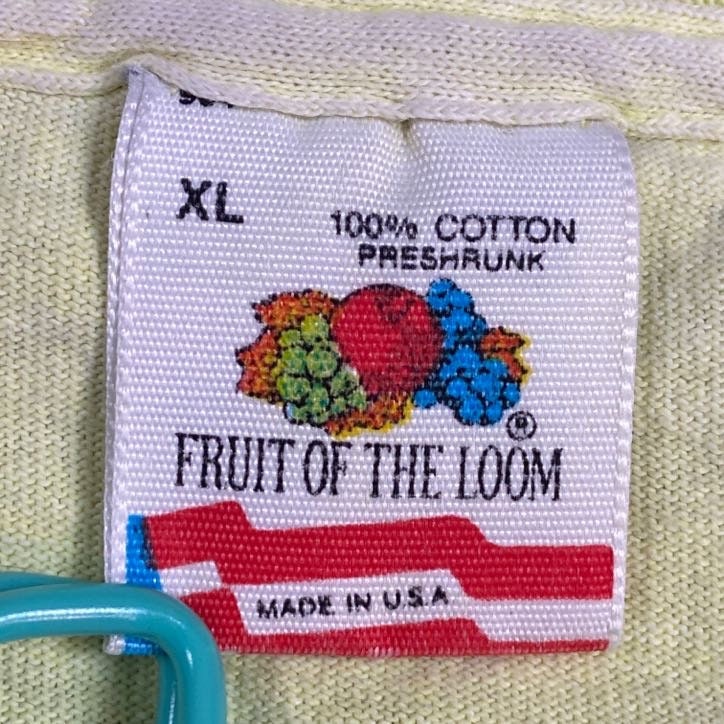 XL
100% COTTON
PRESHRUNK
®
FRUIT OF THE LOOM
MADE IN U.S.A